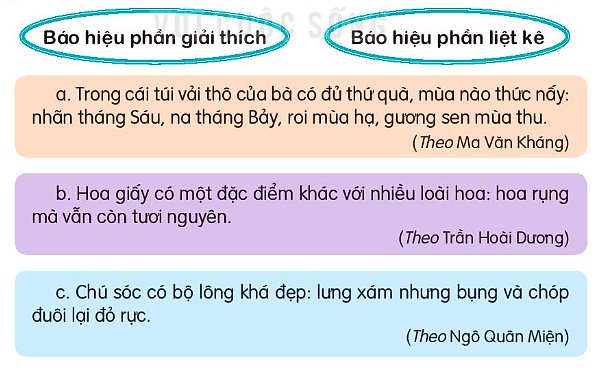 VỚI CUỘC SỐNG
Báo hiệu phần giải thích
Báo hiệu phần liệt kê
a. Trong cái túi vải thô của bà có đủ thứ quà, mùa nào thức nấy:
nhãn tháng Sáu, na tháng Bảy, roi mùa hạ, gương sen mùa thu.
(Theo Ma Văn Kháng)
b. Hoa giấy có một đặc điểm khác với nhiều loài hoa: hoa rụng
mà vẫn còn tươi nguyên.
(Theo Trần Hoài Dương)
c. Chú sóc có bộ lông khá đẹp: lưng xám nhưng bụng và chóp
đuôi lại đỏ rực.
(Theo Ngô Quân Miện)